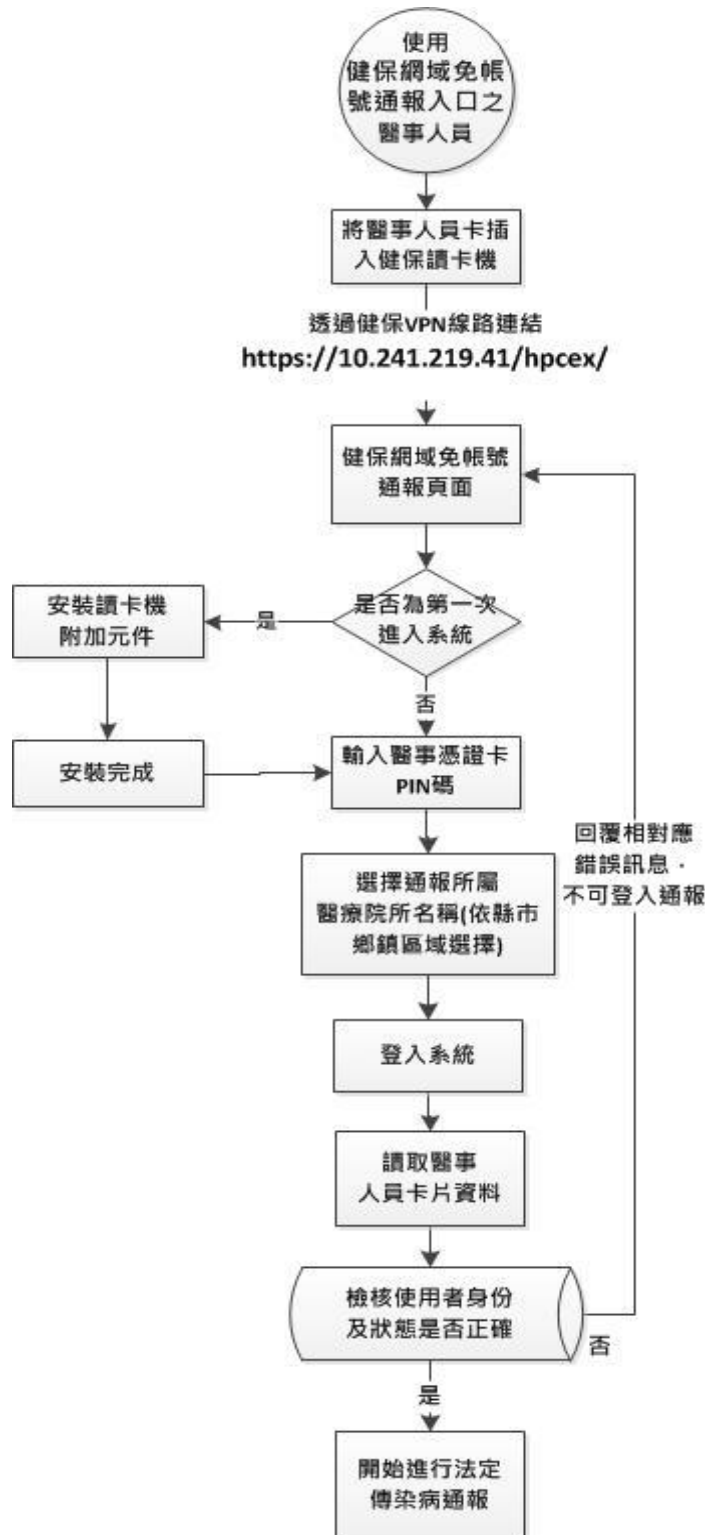 使用
健保網域免帳
號通報入口之
醫事人員
將醫事人員卡插
入健保讀卡機
透過健保VPN線路連結
https://10.241.219.41/hpcex/
健保網域免帳號
通報頁面
是否為第一次
進入系統
是
安裝讀卡機
附加元件
安裝完成
否
輸入醫事憑證卡
PIN碼
選擇通報所屬
醫療院所名稱(依縣市
鄉鎮區域選擇)
登入系統
讀取醫事
人員卡片資料
檢核使用者身份
及狀態是否正確
否
回覆相對應
錯誤訊息，
不可登入通報
是
開始進行法定
傳染病通報